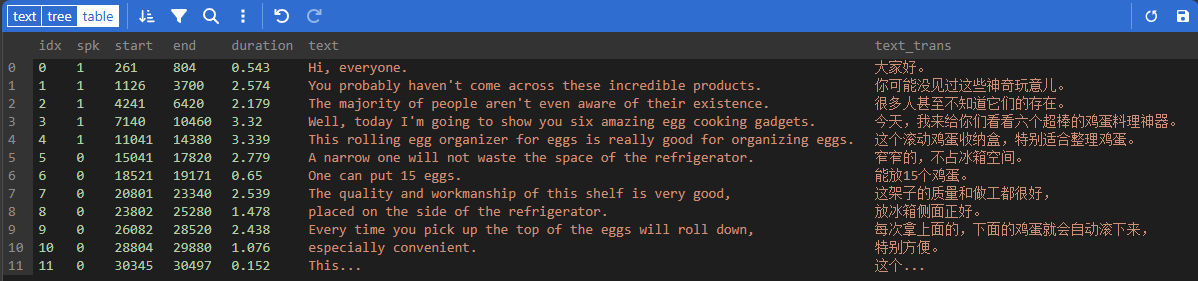 text tree table
idx spk start end duration text text_trans
0 0 1 261 804 0.543 Hi, everyone. 大家好。
1 1 1 1126 3700 2.574 You probably haven't come across these incredible products. 你可能没见过这些神奇玩意儿。
2 2 1 4241 6420 2.179 The majority of people aren't even aware of their existence. 很多人甚至不知道它们的存在。
3 3 1 7140 10460 3.32 Well, today I'm going to show you six amazing egg cooking gadgets. 今天，我来给你们看看六个超棒的鸡蛋料理神器。
4 4 1 11041 14380 3.339 This rolling egg organizer for eggs is really good for organizing eggs. 这个滚动鸡蛋收纳盒，特别适合整理鸡蛋。
5 5 0 15041 17820 2.779 A narrow one will not waste the space of the refrigerator. 窄窄的，不占冰箱空间。
6 6 0 18521 19171 0.65 One can put 15 eggs. 能放15个鸡蛋。
7 7 0 20801 23340 2.539 The quality and workmanship of this shelf is very good, 这架子的质量和做工都很好，
8 8 0 23802 25280 1.478 placed on the side of the refrigerator. 放冰箱侧面正好。
9 9 0 26082 28520 2.438 Every time you pick up the top of the eggs will roll down, 每次拿上面的，下面的鸡蛋就会自动滚下来，
10 10 0 28804 29880 1.076 especially convenient. 特别方便。
11 11 0 30345 30497 0.152 This... 这个...